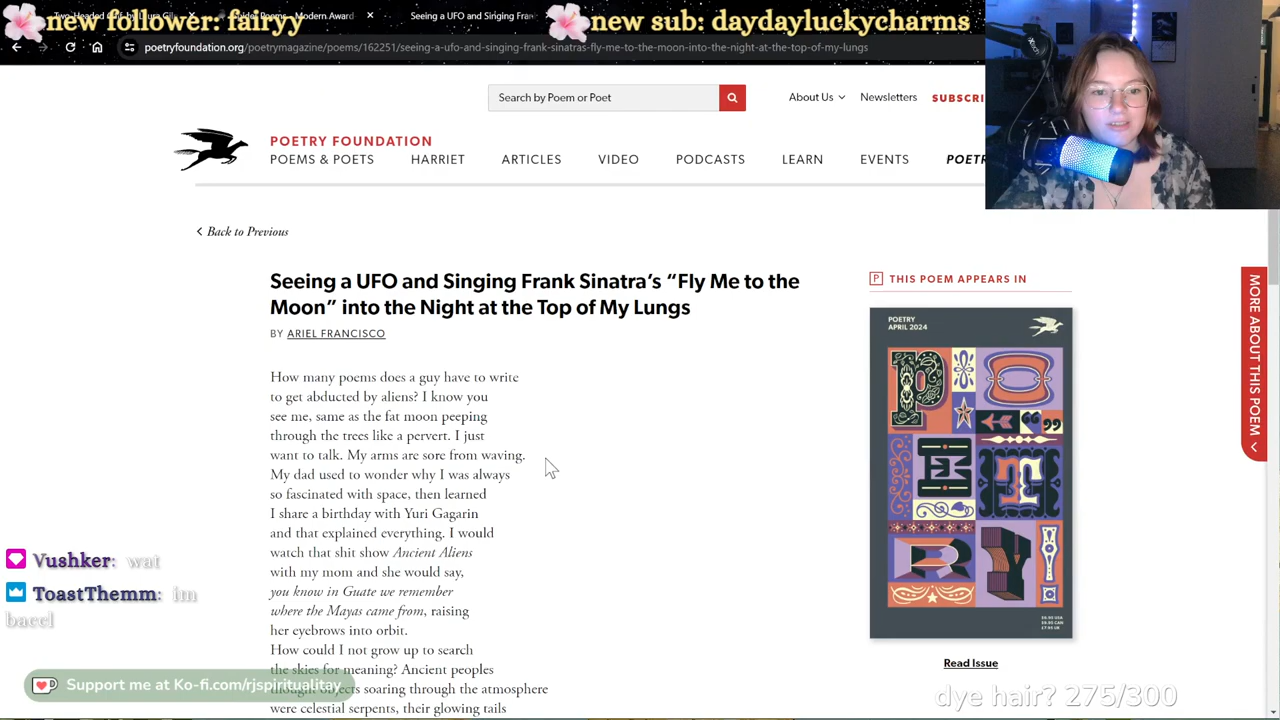 new follower: fairyy
new sub: daydayluckycharms
Poems - Modern Award
Seeing a UFO and Singing Fran
poetryfoundation.org/poetrymagazine/poems/162251/seeing-a-ufo-and-singing-frank-sinatras-fly-me-to-the-moon-into-the-night-at-the-top-of-my-lungs
Search by Poem or Poet
About Us
Newsletters
SUBSCRI
POETRY FOUNDATION
POEMS & POETS
HARRIET
ARTICLES
VIDEO
PODCASTS
LEARN
EVENTS
POET
Back to Previous
Seeing a UFO and Singing Frank Sinatra's “Fly Me to the
Moon” into the Night at the Top of My Lungs
BY ARIEL FRANCISCO
How many poems does a guy have to write
to get abducted by aliens? I know you
see me, same as the fat moon peeping
through the trees like a pervert. I just
want to talk. My arms are sore from waving.
My dad used to wonder why I was always
so fascinated with space, then learned
I share a birthday with Yuri Gagarin
and that explained everything. I would
watch that shit show Ancient Aliens
with my mom and she would say,
you know in Guate we remember
where the Mayas came from, raising
her eyebrows into orbit.
How could I not grow up to search
the skies for meaning? Ancient peoples
thought objects soaring through the atmosphere
were celestial serpents, their glowing tails
P THIS POEM APPEARS IN
POETRY
APRIL 2024
POETRY!
Read Issue
MORE ABOUT THIS POEM
Vushker: wat
ToastThemm: im
baccl
Support me at Ko-fi.com/rjspiritualitay
dye hair? 275/300